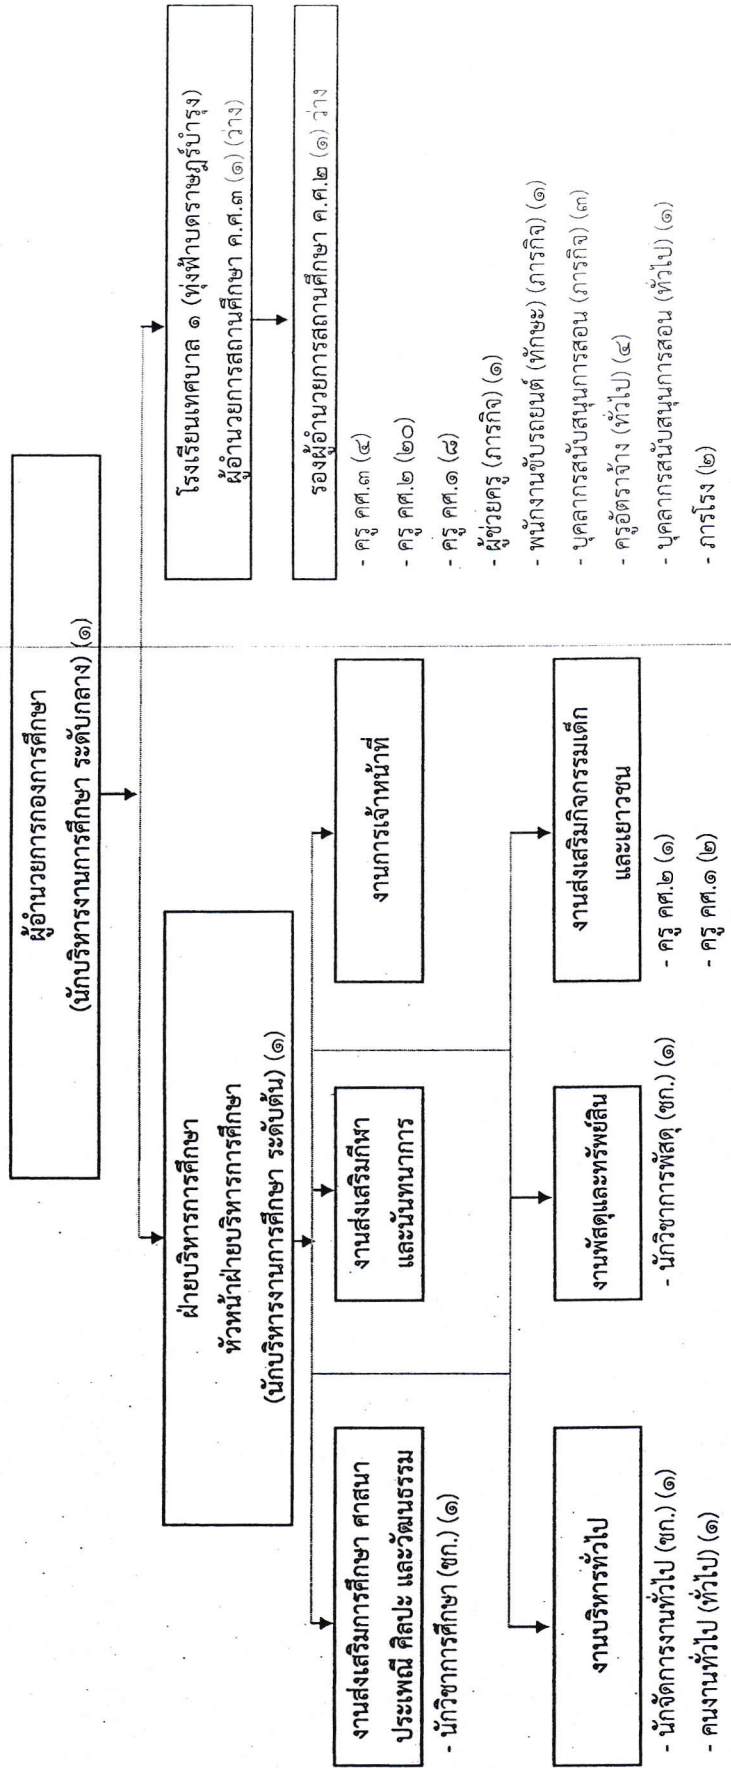 ผู้อำนวยการกองการศึกษา
(นักบริหารงานการศึกษา ระดับกลาง) (๑)
ฝ่ายบริหารการศึกษา
หัวหน้าฝ่ายบริหารการศึกษา
(นักบริหารงานการศึกษา ระดับต้น) (๑)
โรงเรียนเทศบาล ๑ (ทุ่งฟ้าบดราษฎร์บำรุง)
ผู้อำนวยการสถานศึกษา ค.ศ.๓ (๑) (ว่าง)
รองผู้อำนวยการสถานศึกษา ค.ศ.๒ (๑) ว่าง
- ครู คศ.๓ (๔)
- ครู คศ.๒ (๒๐)
- ครู คศ.๑ (๘)
- ผู้ช่วยครู (ภารกิจ) (๑)
- พนักงานขับรถยนต์ (ทักษะ) (ภารกิจ) (๑)
- บุคลากรสนับสนุนการสอน (ภารกิจ) (๓)
- ครูอัตราจ้าง (ทั่วไป) (๔)
- บุคลากรสนับสนุนการสอน (ทั่วไป) (๑)
- ภารโรง (๒)
งานส่งเสริมการศึกษา ศาสนา
ประเพณี ศิลปะ และวัฒนธรรม
- นักวิชาการศึกษา (ชก.) (๑)
งานส่งเสริมกีฬา
และนันทนาการ
งานการเจ้าหน้าที่
งานบริหารทั่วไป
- นักจัดการงานทั่วไป (ชก.) (๑)
- คนงานทั่วไป (ทั่วไป) (๑)
งานพัสดุและทรัพย์สิน
- นักวิชาการพัสดุ (ชก.) (๑)
งานส่งเสริมกิจกรรมเด็ก
และเยาวชน
- ครู คศ.๒ (๑)
- ครู คศ.๑ (๒)